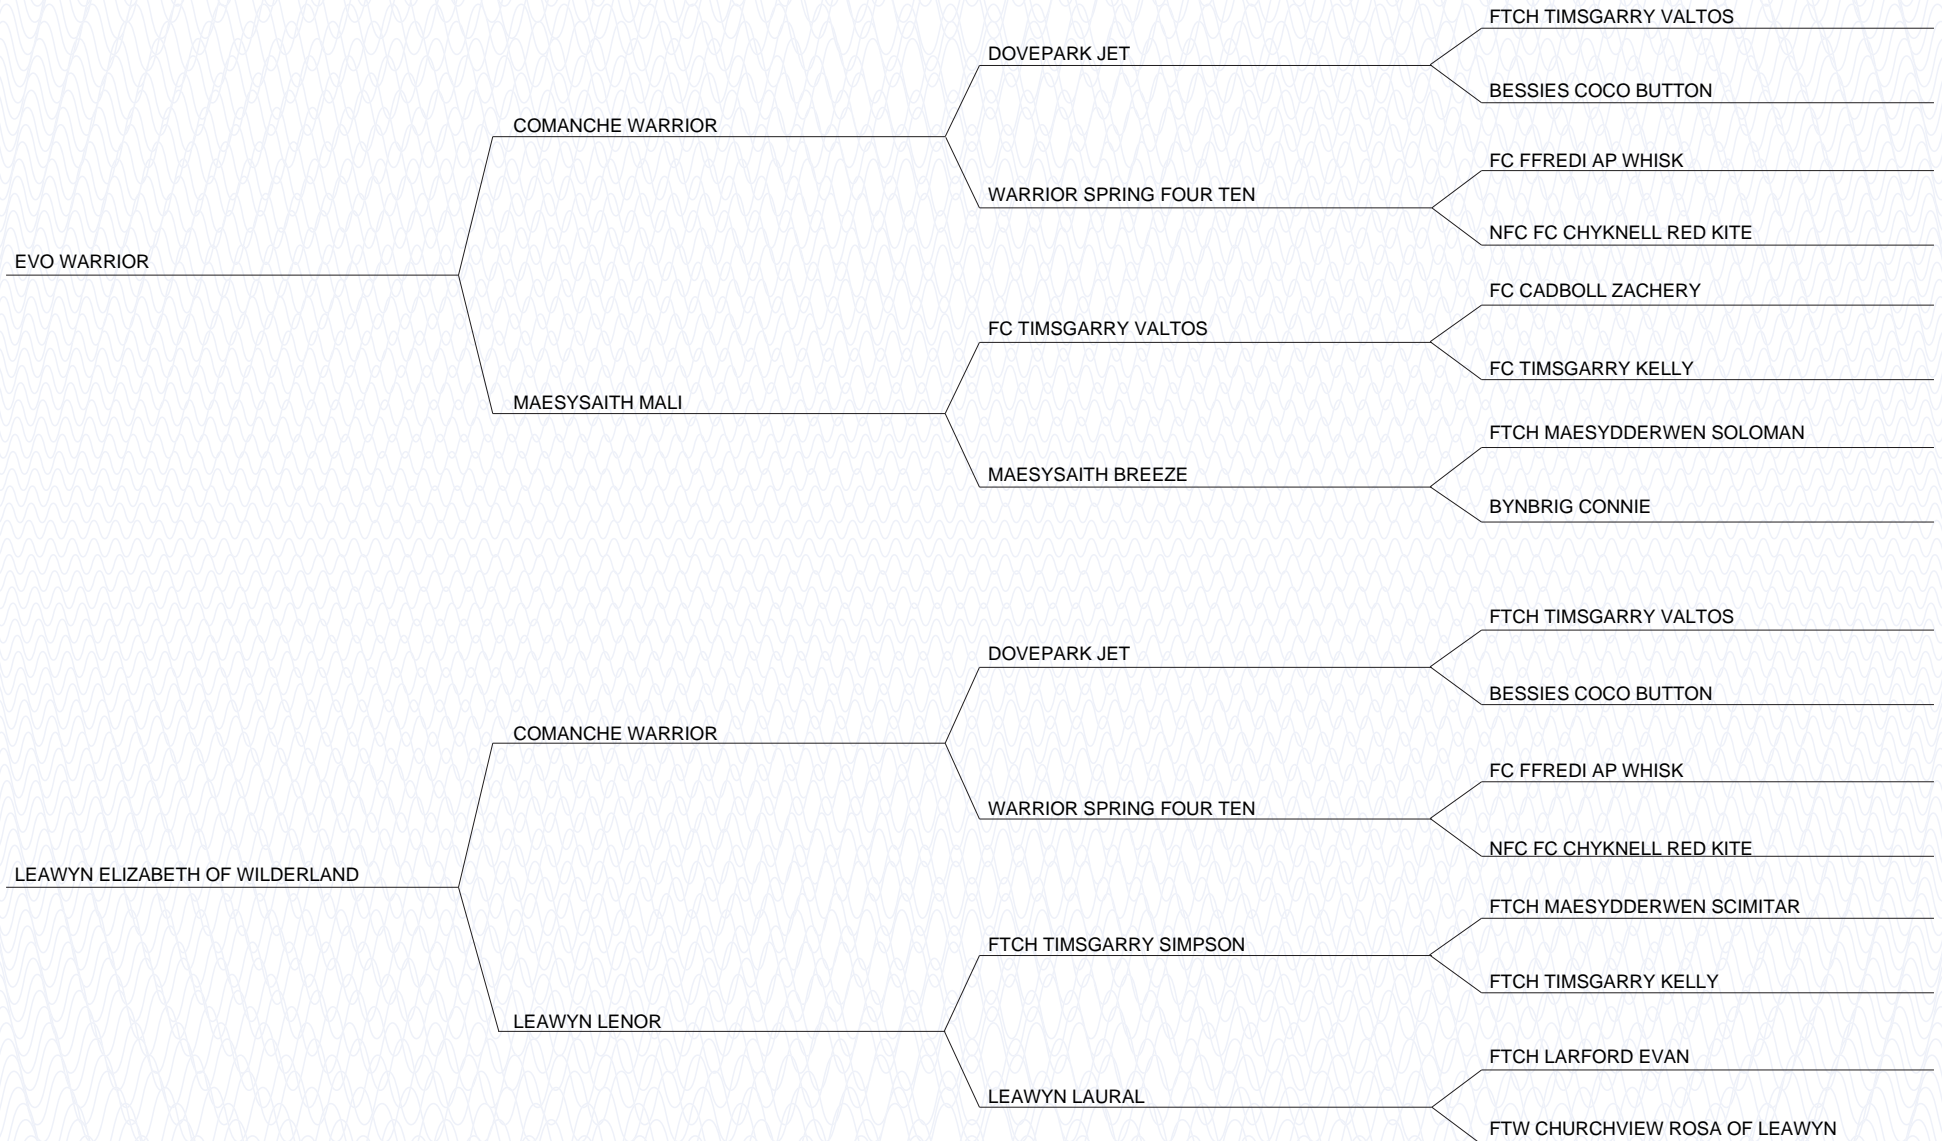 FTCH TIMSGARRY VALTOS
DOVEPARK JET
BESSIES COCO BUTTON
COMANCHE WARRIOR
FC FFREDI AP WHISK
WARRIOR SPRING FOUR TEN
NFC FC CHYKNELL RED KITE
EVO WARRIOR
FC CADBOLL ZACHERY
FC TIMSGARRY VALTOS
FC TIMSGARRY KELLY
MAESYSAITH MALI
FTCH MAESYDDERWEN SOLOMAN
MAESYSAITH BREEZE
BYNBRIG CONNIE
FTCH TIMSGARRY VALTOS
DOVEPARK JET
BESSIES COCO BUTTON
COMANCHE WARRIOR
FC FFREDI AP WHISK
WARRIOR SPRING FOUR TEN
NFC FC CHYKNELL RED KITE
LEAWYN ELIZABETH OF WILDERLAND
FTCH MAESYDDERWEN SCIMITAR
FTCH TIMSGARRY SIMPSON
FTCH TIMSGARRY KELLY
LEAWYN LENOR
FTCH LARFORD EVAN
LEAWYN LAURAL
FTW CHURCHVIEW ROSA OF LEAWYN